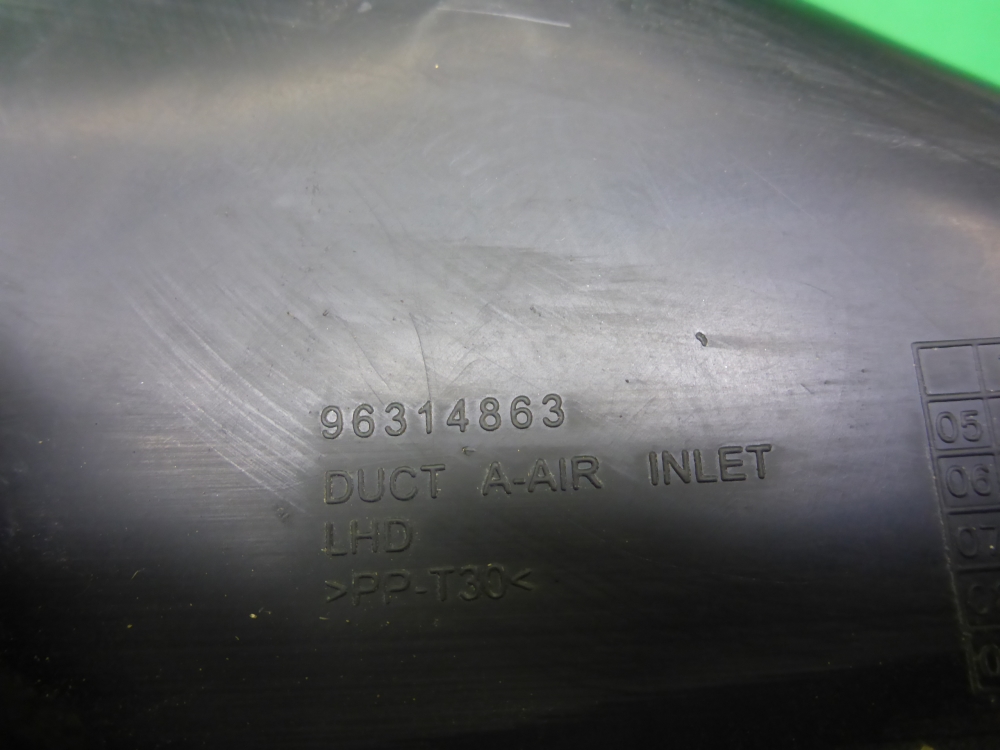 96314863
DUCT A-AIR INLET
LHD
>PP-T30<
05
06
07